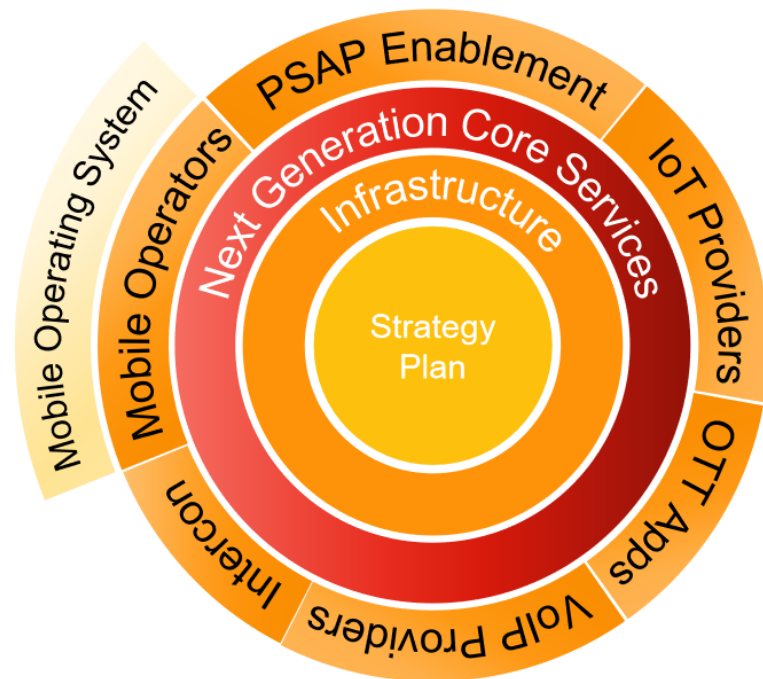 PSAP Enablement
IoT Providers
OTT Apps
VoIP Providers
Intercon
Mobile Operators
Mobile Operating System
Next Generation Core Services
Infrastructure
Strategy
Plan